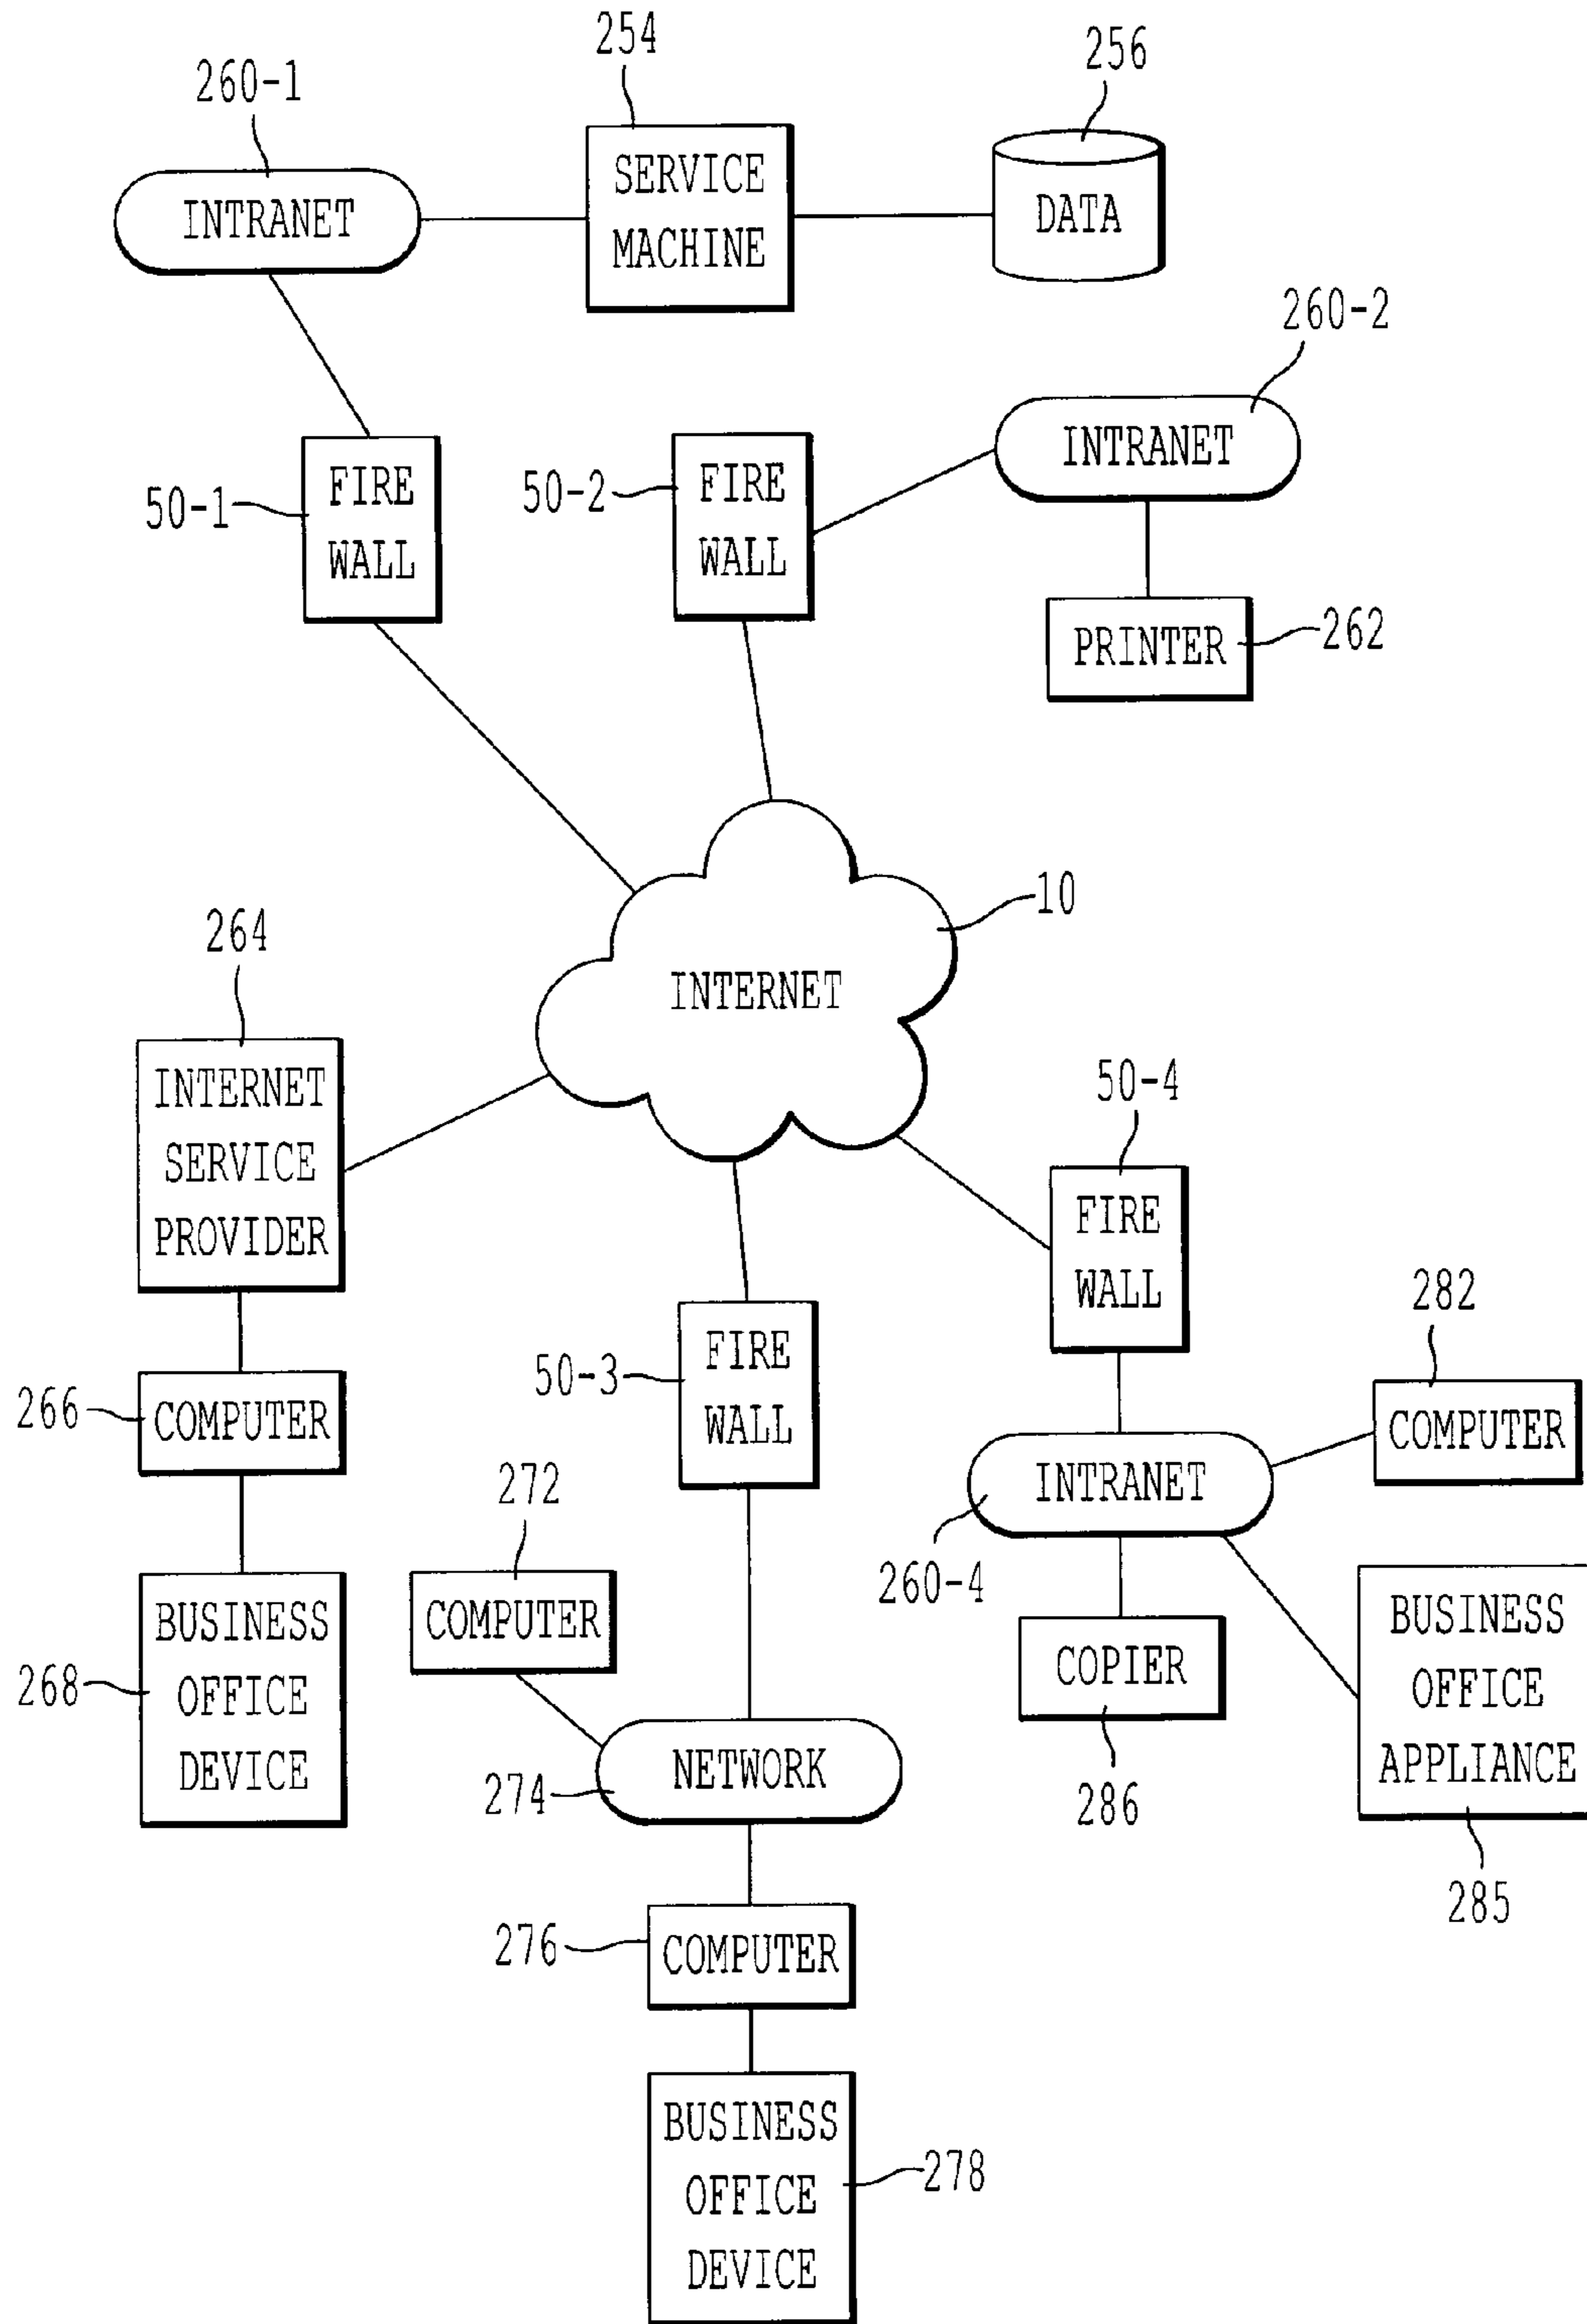 254
256
260-1
INTRANET
SERVICE
MACHINE
DATA
260-2
INTRANET
50-1
FIRE
WALL
50-2
FIRE
WALL
PRINTER
262
10
INTERNET
264
INTERNET
SERVICE
PROVIDER
50-4
FIRE
WALL
50-3
FIRE
WALL
282
COMPUTER
266
COMPUTER
INTRANET
260-4
272
COMPUTER
268
BUSINESS
OFFICE
DEVICE
COPIER
286
BUSINESS
OFFICE
APPLIANCE
285
NETWORK
274
276
COMPUTER
BUSINESS
OFFICE
DEVICE
278